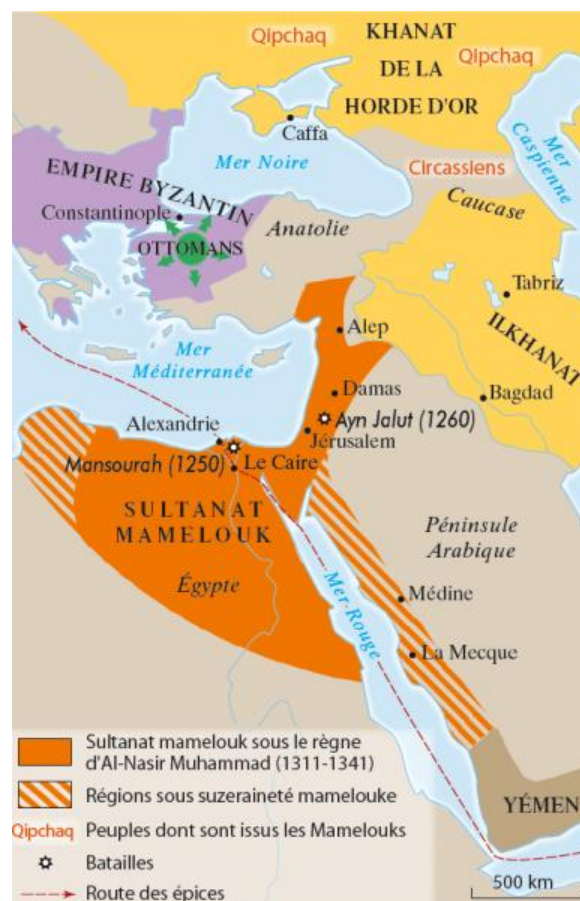 Qipchaq
KHANAT
DE LA
HORDE D'OR
Qipchaq
Caffa
Mer Noire
Mer
Caspienne
Circassiens
Caucase
EMPIRE BYZANTIN
Constantinople
OTTOMANS
Anatolie
Tabriz
ILKHANAT
Alep
Mer
Méditerranée
Damas
Bagdad
Ayn Jalut (1260)
Alexandrie
Jérusalem
Mansourah (1250)
Le Caire
SULTANAT
MAMELOUK
Égypte
Péninsule
Arabique
Mer Rouge
Médine
La Mecque
YÉMEN
500 km
Sultanat mamelouk sous le règne
d'Al-Nasir Muhammad (1311-1341)
Régions sous suzeraineté mamelouke
Qipchaq Peuples dont sont issus les Mamelouks
Batailles
Route des épices